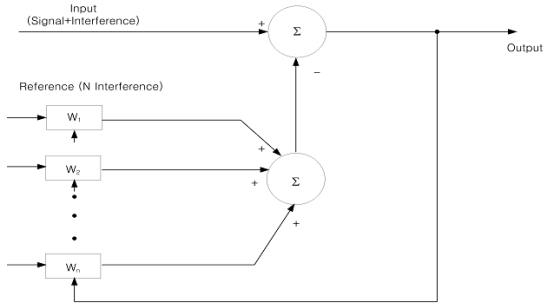 Input
(Signal+Interference)
+
Σ
Output
−
Reference (N Interference)
W₁
+
W₂
+
Σ
+
Wₙ